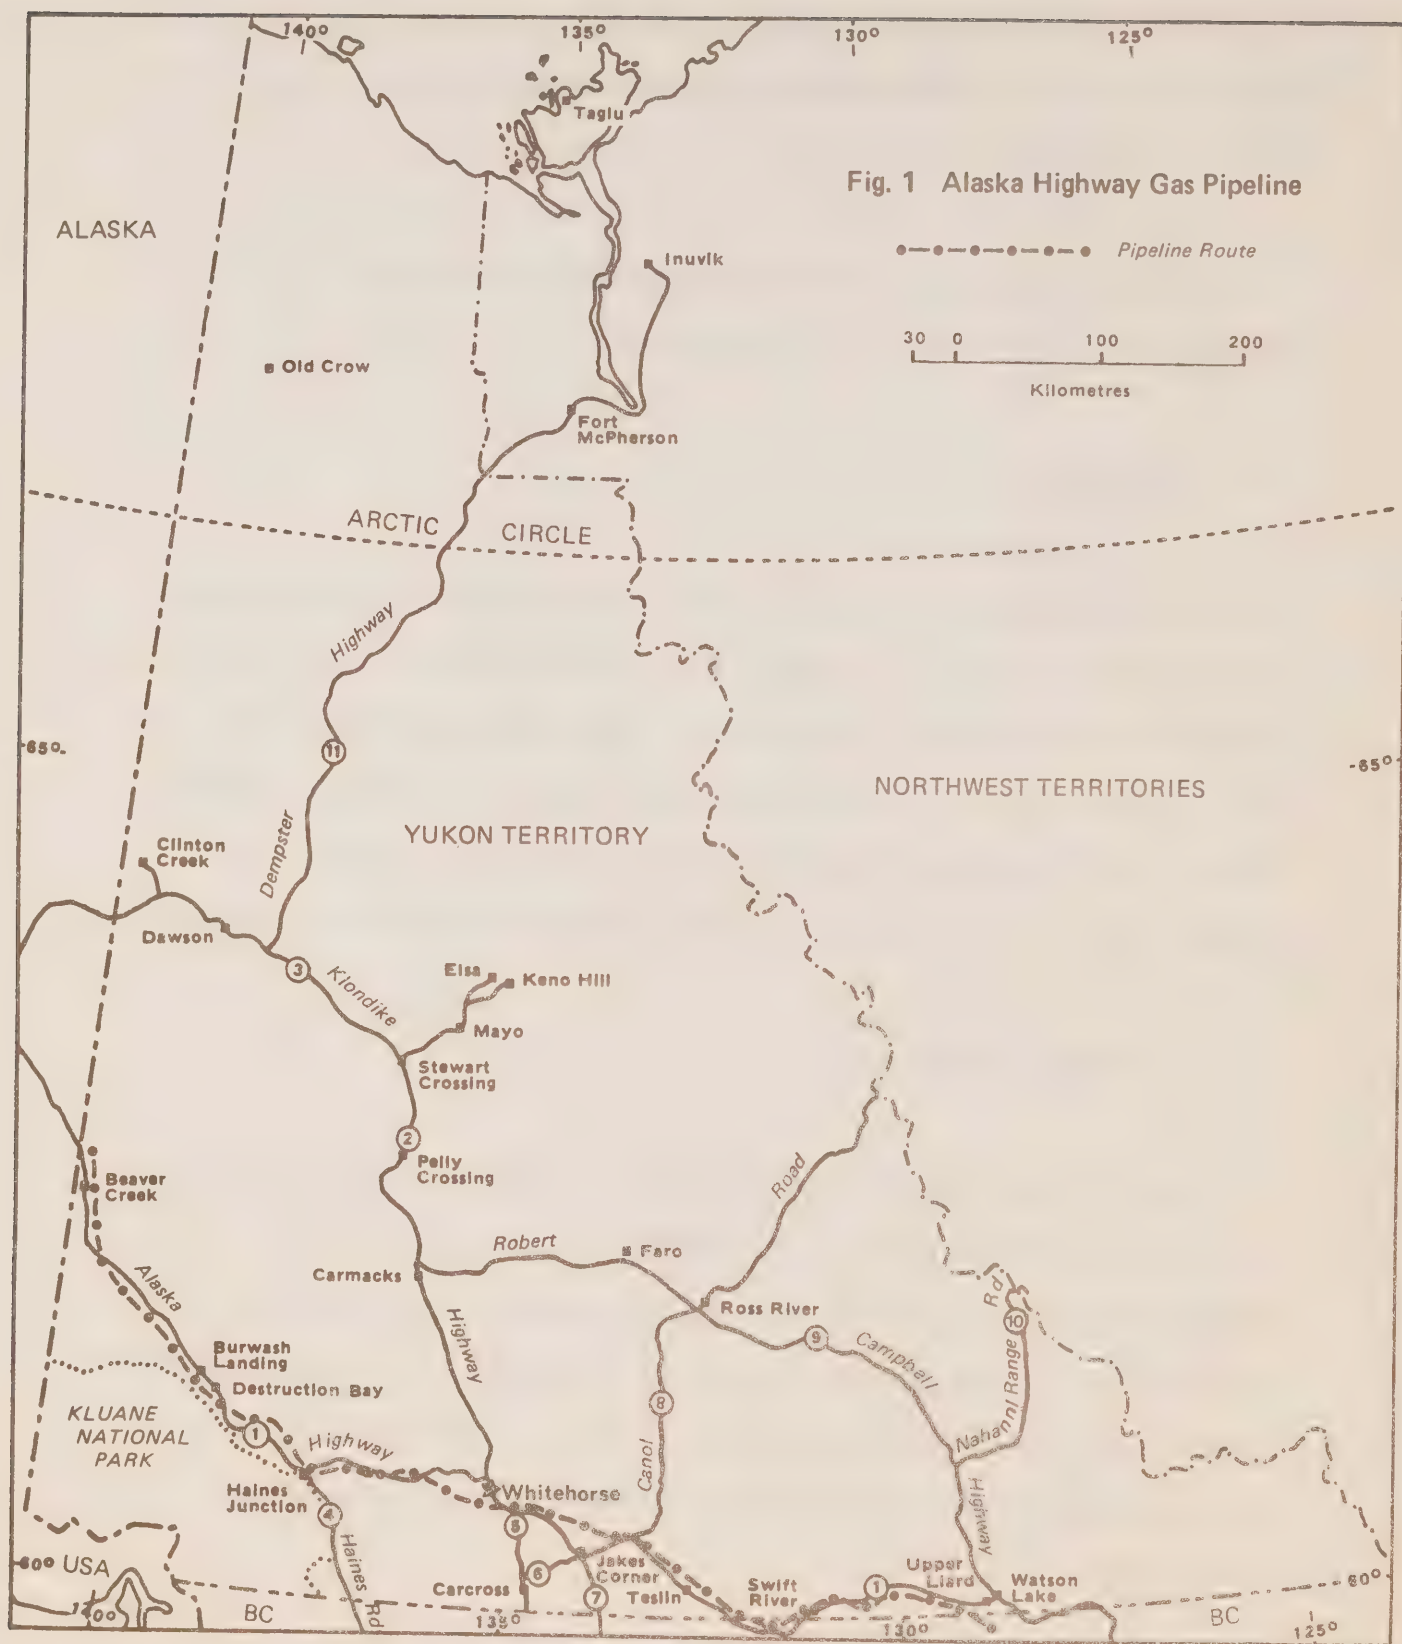 140°
135°
130°
125°
Taglu
Fig. 1 Alaska Highway Gas Pipeline
ALASKA
Pipeline Route
Inuvik
30 0 100 200
Kilometres
Old Crow
Fort
McPherson
ARCTIC CIRCLE
Highway
65°
65°
11
NORTHWEST TERRITORIES
YUKON TERRITORY
Dempster
Clinton
Creek
Dawson
3
Klondike
Elsa
Keno Hill
Mayo
Stewart
Crossing
2
Pelly
Crossing
Road
Beaver
Creek
Robert
Faro
Alaska
Carmacks
Rd
Ross River
10
Highway
9
Campbell
Burwash
Landing
Destruction Bay
Nahanni Range
8
KLUANE
NATIONAL
PARK
1
Highway
Canol
Haines
Junction
Whitehorse
4
5
Highway
Haines Rd
60°
USA
Jakes
Corner
6
Carcross
7
Teslin
Swift
River
1
Upper
Liard
Watson
Lake
60°
140°
BC
135°
130°
BC
125°